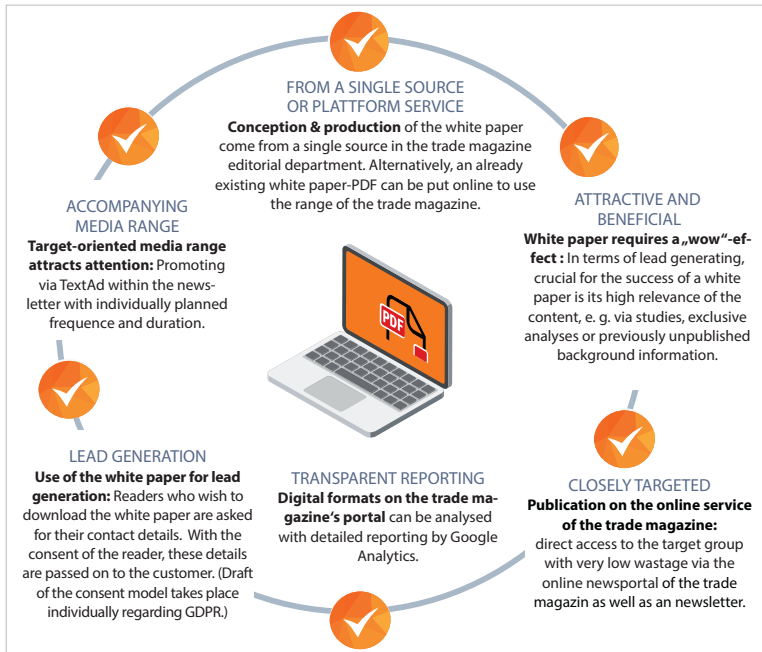 FROM A SINGLE SOURCE
OR PLATTFORM SERVICE
Conception & production of the white paper
come from a single source in the trade magazine
editorial department. Alternatively, an already
existing white paper-PDF can be put online to use
the range of the trade magazine.
ATTRACTIVE AND
BENEFICIAL
White paper requires a „wow“-ef-
fect : In terms of lead generating,
crucial for the success of a white
paper is its high relevance of the
content, e. g. via studies, exclusive
analyses or previously unpublished
background information.
CLOSELY TARGETED
Publication on the online service
of the trade magazine:
direct access to the target group
with very low wastage via the
online newsportal of the trade
magazin as well as an newsletter.
TRANSPARENT REPORTING
Digital formats on the trade ma-
gazine‘s portal can be analysed
with detailed reporting by Google
Analytics.
LEAD GENERATION
Use of the white paper for lead
generation: Readers who wish to
download the white paper are asked
for their contact details. With the
consent of the reader, these details
are passed on to the customer. (Draft
of the consent model takes place
individually regarding GDPR.)
ACCOMPANYING
MEDIA RANGE
Target-oriented media range
attracts attention: Promoting
via TextAd within the news-
letter with individually planned
frequence and duration.
PDF